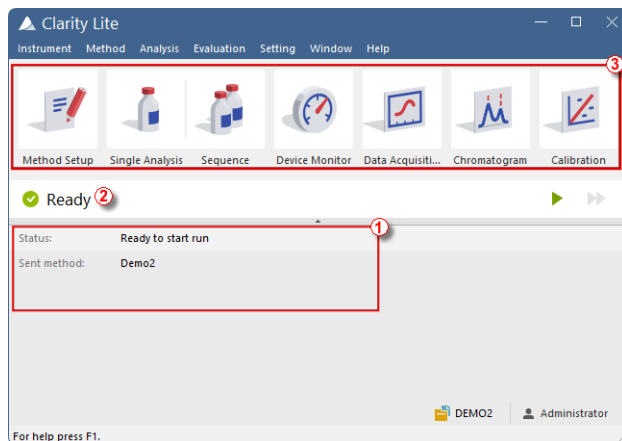 Clarity Lite
Instrument Method Analysis Evaluation Setting Window Help
3
Method Setup Single Analysis Sequence Device Monitor Data Acquisiti... Chromatogram Calibration
Ready 2
1
Status: Ready to start run
Sent method: Demo2
DEMO2 Administrator
For help press F1.